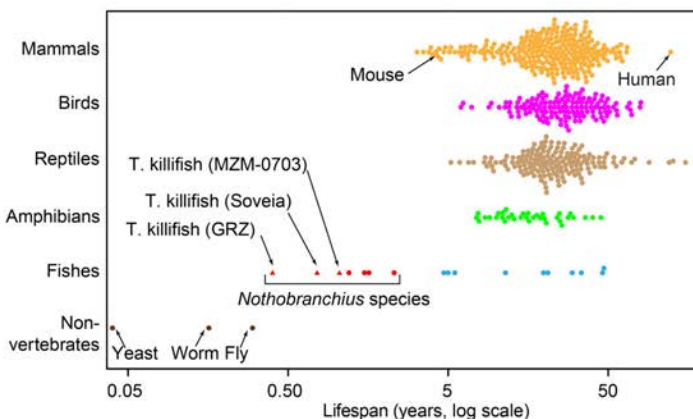 Mammals
Mouse
Human
Birds
Reptiles
T. killifish (MZM-0703)
T. killifish (Soveia)
Amphibians
T. killifish (GRZ)
Fishes
Nothobranchius species
Non-
vertebrates
Yeast
Worm
Fly
0.05
0.50
5
50
Lifespan (years, log scale)